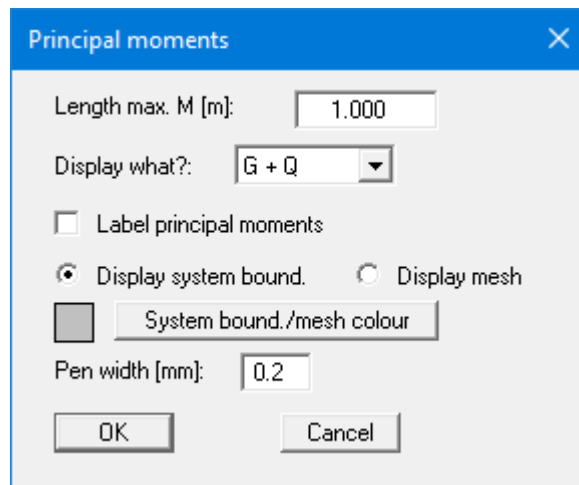 Principal moments
Length max. M [m]: 1.000
Display what?: G + Q
Label principal moments
Display system bound. Display mesh
System bound./mesh colour
Pen width [mm]: 0.2
OK Cancel